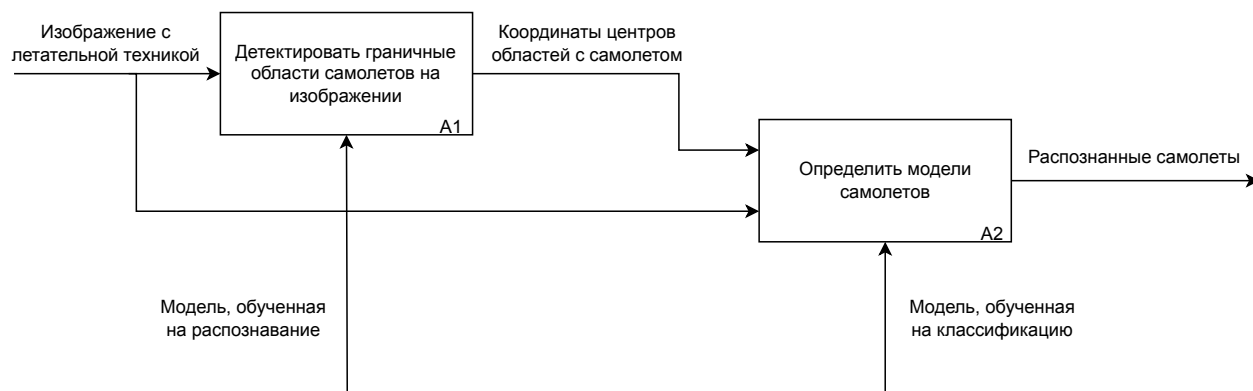 Изображение с
летательной техникой
Детектировать граничные
области самолетов на
изображении
A1
Координаты центров
областей с самолетом
Определить модели
самолетов
A2
Распознанные самолеты
Модель, обученная
на распознавание
Модель, обученная
на классификацию